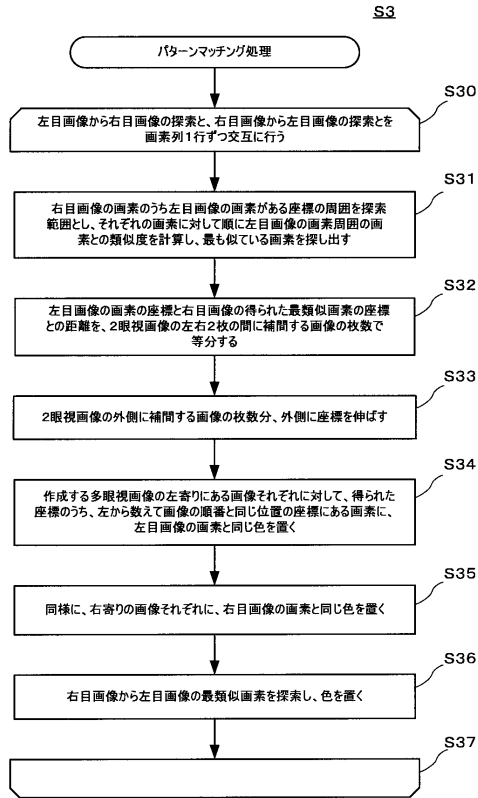 S3
パターンマッチング処理
S30
左目画像から右目画像の探索と、右目画像から左目画像の探索とを
画素列1行ずつ交互に行う
S31
右目画像の画素のうち左目画像の画素がある座標の周囲を探索
範囲とし、それぞれの画素に対して順に左目画像の画素周囲の画
素との類似度を計算し、最も似ている画素を探し出す
S32
左目画像の画素の座標と右目画像の得られた最類似画素の座標
との距離を、2眼視画像の左右2枚の間に補間する画像の枚数で
等分する
S33
2眼視画像の外側に補間する画像の枚数分、外側に座標を伸ばす
S34
作成する多眼視画像の左寄りにある画像それぞれに対して、得られた
座標のうち、左から数えて画像の順番と同じ位置の座標にある画素に、
左目画像の画素と同じ色を置く
S35
同様に、右寄りの画像それぞれに、右目画像の画素と同じ色を置く
S36
右目画像から左目画像の最類似画素を探索し、色を置く
S37